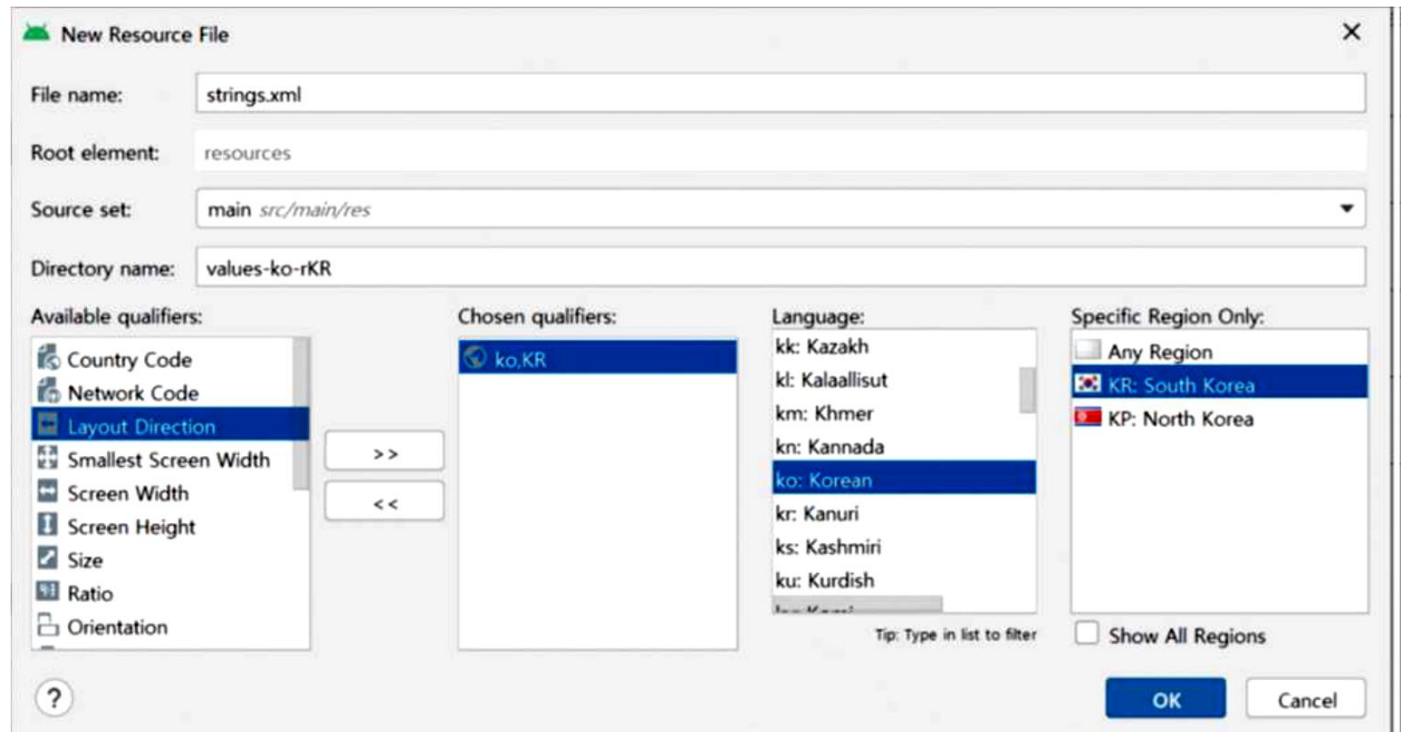 New Resource File
File name: strings.xml
Root element: resources
Source set: main src/main/res
Directory name: values-ko-rKR
Available qualifiers:
Country Code
Network Code
Layout Direction
Smallest Screen Width
Screen Width
Screen Height
Size
Ratio
Orientation
>>
<<
Chosen qualifiers:
ko,KR
Language:
kk: Kazakh
kl: Kalaallisut
km: Khmer
kn: Kannada
ko: Korean
kr: Kanuri
ks: Kashmiri
ku: Kurdish
Tip: Type in list to filter
Specific Region Only:
Any Region
KR: South Korea
KP: North Korea
Show All Regions
?
OK
Cancel